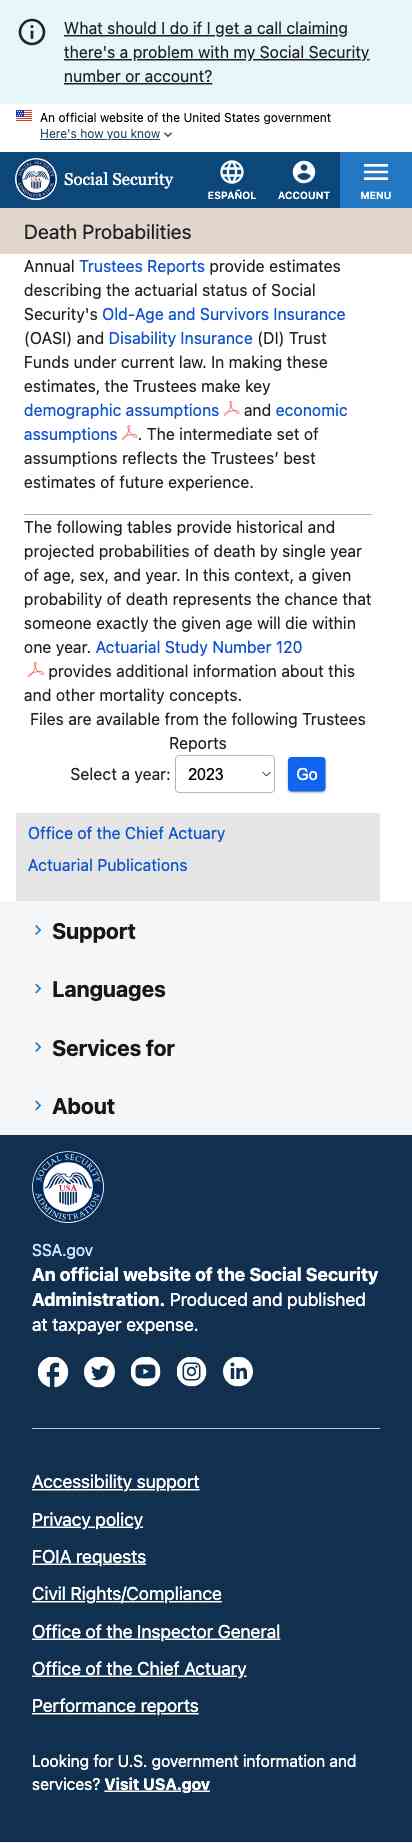 What should I do if I get a call claiming
there's a problem with my Social Security
number or account?
An official website of the United States government
Here's how you know
Social Security
ESPAÑOL
ACCOUNT
MENU
Death Probabilities
Annual Trustees Reports provide estimates
describing the actuarial status of Social
Security's Old-Age and Survivors Insurance
(OASI) and Disability Insurance (DI) Trust
Funds under current law. In making these
estimates, the Trustees make key
demographic assumptions and economic
assumptions. The intermediate set of
assumptions reflects the Trustees’ best
estimates of future experience.
The following tables provide historical and
projected probabilities of death by single year
of age, sex, and year. In this context, a given
probability of death represents the chance that
someone exactly the given age will die within
one year. Actuarial Study Number 120
provides additional information about this
and other mortality concepts.
Files are available from the following Trustees
Reports
Select a year: 2023 Go
Office of the Chief Actuary
Actuarial Publications
Support
Languages
Services for
About
SOCIAL SECURITY ADMINISTRATION
USA
SSA.gov
An official website of the Social Security
Administration. Produced and published
at taxpayer expense.
Accessibility support
Privacy policy
FOIA requests
Civil Rights/Compliance
Office of the Inspector General
Office of the Chief Actuary
Performance reports
Looking for U.S. government information and
services? Visit USA.gov